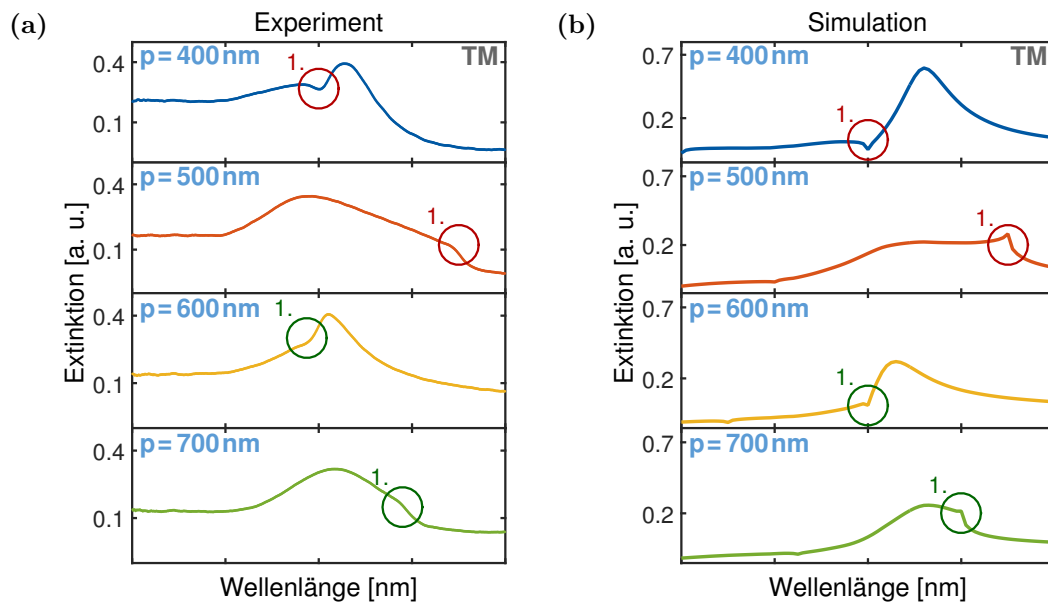 (a)
Experiment
Extinktion [a. u.]
p = 400 nm
TM
1.
0.4
0.1
p = 500 nm
1.
0.4
0.1
p = 600 nm
1.
0.4
0.1
p = 700 nm
1.
0.4
0.1
Wellenlänge [nm]
(b)
Simulation
Extinktion [a. u.]
p = 400 nm
TM
1.
0.7
0.2
p = 500 nm
1.
0.7
0.2
p = 600 nm
1.
0.7
0.2
p = 700 nm
1.
0.7
0.2
Wellenlänge [nm]